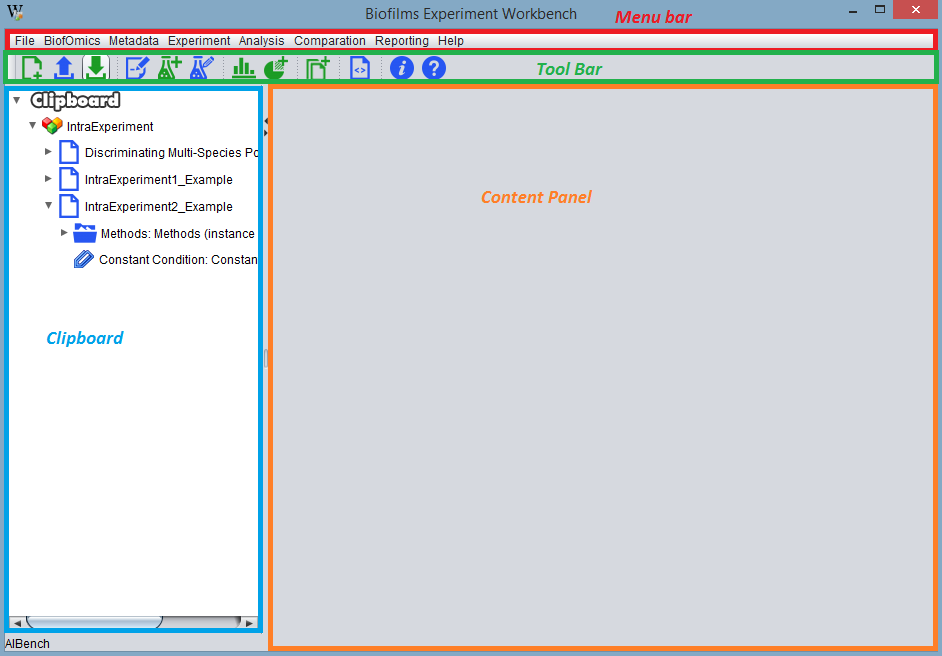 Biofilms Experiment Workbench
Menu bar
File BiofOmics Metadata Experiment Analysis Comparation Reporting Help
Tool Bar
Clipboard
IntraExperiment
Discriminating Multi-Species Po
IntraExperiment1_Example
IntraExperiment2_Example
Methods: Methods (instance
Constant Condition: Constan
Content Panel
Clipboard
AIBench